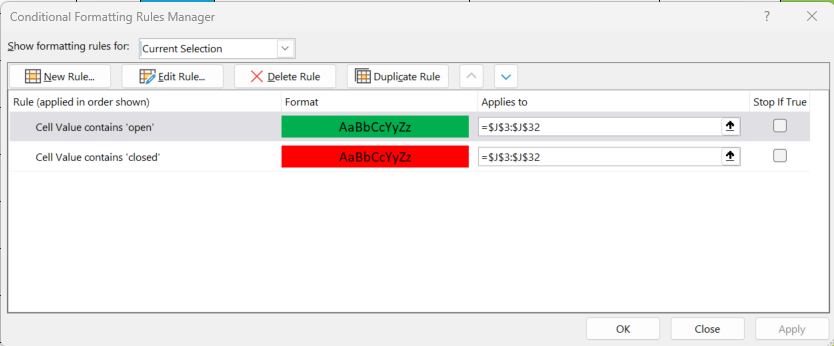 Conditional Formatting Rules Manager
Show formatting rules for: Current Selection
New Rule... Edit Rule... Delete Rule Duplicate Rule
Rule (applied in order shown) Format Applies to Stop If True
Cell Value contains 'open' AaBbCcYyZz =$J$3:$J$32
Cell Value contains 'closed' AaBbCcYyZz =$J$3:$J$32
OK Close Apply